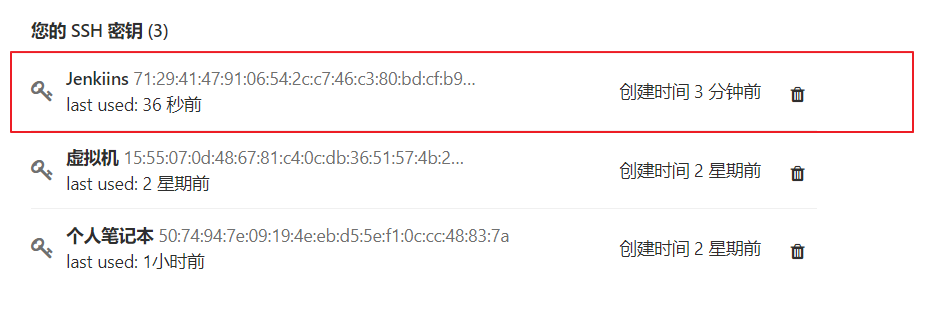 您的 SSH 密钥 (3)
Jenkiins 71:29:41:47:91:06:54:2c:c7:46:c3:80:bd:cf:b9...
last used: 36 秒前
创建时间 3 分钟前
虚拟机 15:55:07:0d:48:67:81:c4:0c:db:36:51:57:4b:2...
last used: 2 星期前
创建时间 2 星期前
个人笔记本 50:74:94:7e:09:19:4e:eb:d5:5e:f1:0c:cc:48:83:7a
last used: 1小时前
创建时间 2 星期前